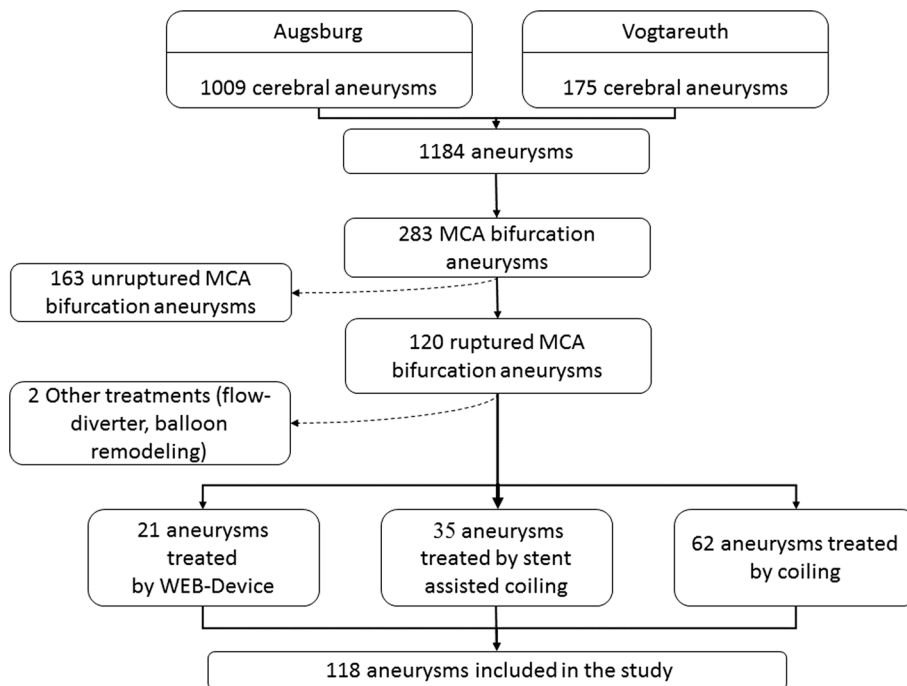 Augsburg
1009 cerebral aneurysms
Vogtareuth
175 cerebral aneurysms
1184 aneurysms
283 MCA bifurcation
aneurysms
163 unruptured MCA
bifurcation aneurysms
120 ruptured MCA
bifurcation aneurysms
2 Other treatments (flow-
diverter, balloon
remodeling)
21 aneurysms
treated
by WEB-Device
35 aneurysms
treated by stent
assisted coiling
62 aneurysms treated
by coiling
118 aneurysms included in the study